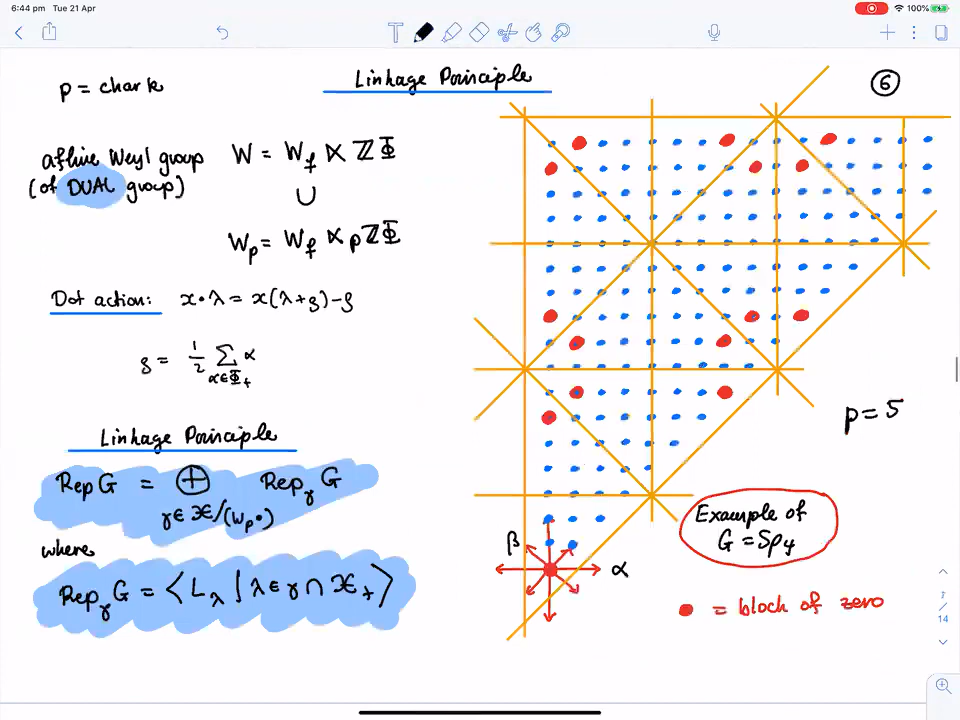 6:44 pm Tue 21 Apr
100%
Linkage Principle
6
p = char k
affine Weyl group
(of DUAL group)
W = W_f ⋉ ℤΦ
∪
W_p = W_f ⋉ pℤΦ
Dot action: x•λ = x(λ+ρ)-ρ
ρ = 1/2 Σ_{α∈Φ+} α
Linkage Principle
Rep G = ⊕_{γ∈𝔛/(W_p•)} Rep_γ G
where
Rep_γ G = ⟨L_λ | λ∈γ∩𝔛_+⟩
p = 5
Example of
G = Sp4
β
α
= block of zero
7
/
14